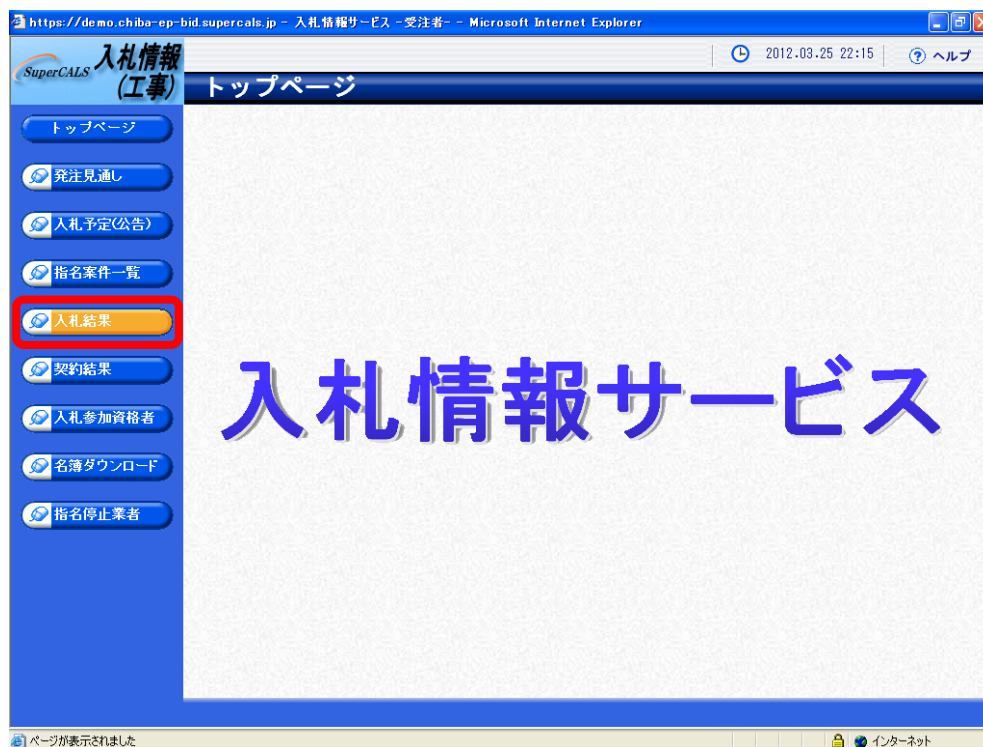 https://demo.chiba-ep-bid.supercals.jp - 入札情報サービス -受注者- - Microsoft Internet Explorer
SuperCALS 入札情報
(工事)
2012.03.25 22:15
ヘルプ
トップページ
トップページ
発注見通し
入札予定(公告)
指名案件一覧
入札結果
契約結果
入札参加資格者
名簿ダウンロード
指名停止業者
入札情報サービス
ページが表示されました
インターネット